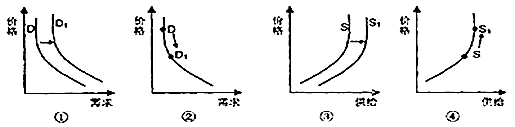 价格 D D₁ 需求 ①
价格 D D₁ 需求 ②
价格 S S₁ 供给 ③
价格 S₁ S 供给 ④